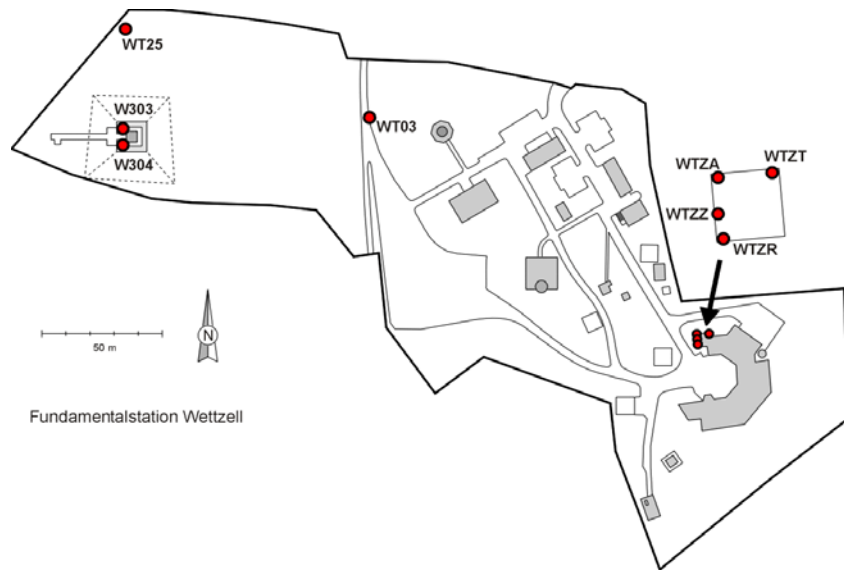 WT25
W303
W304
WT03
WTZA
WTZT
WTZZ
WTZR
N
50 m
Fundamentalstation Wettzell